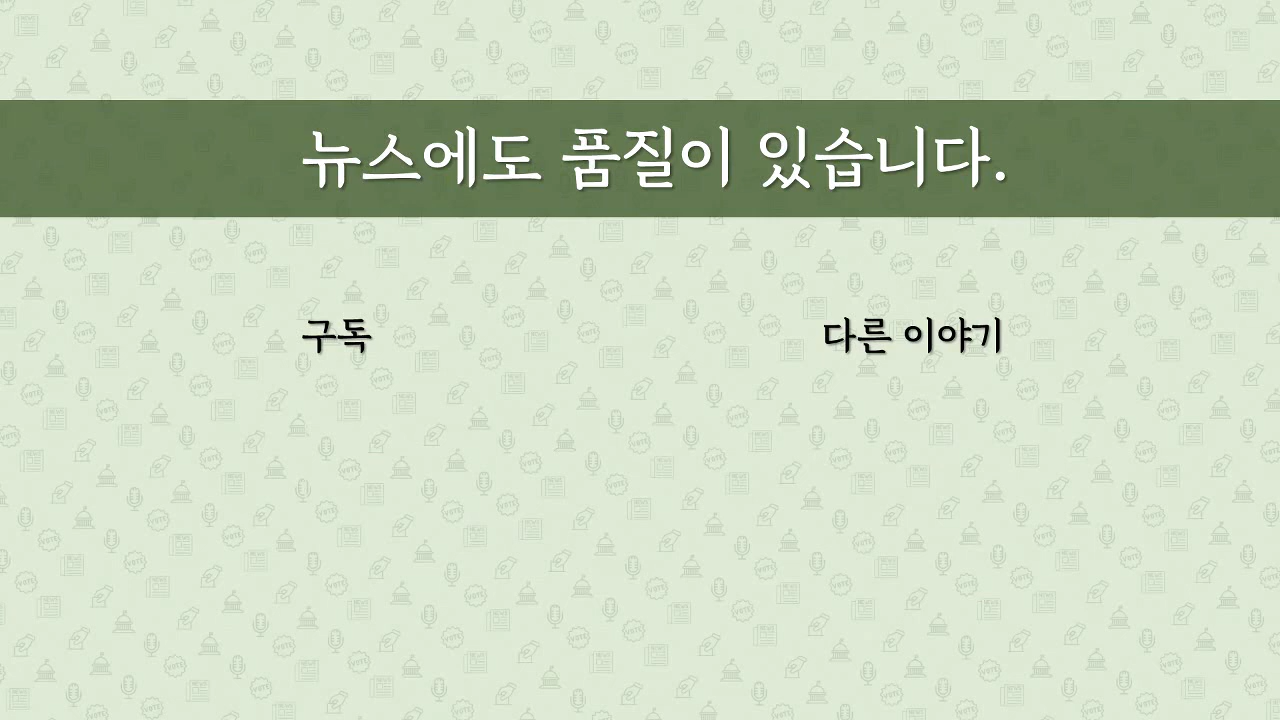 뉴스에도 품질이 있습니다.
구독
다른 이야기